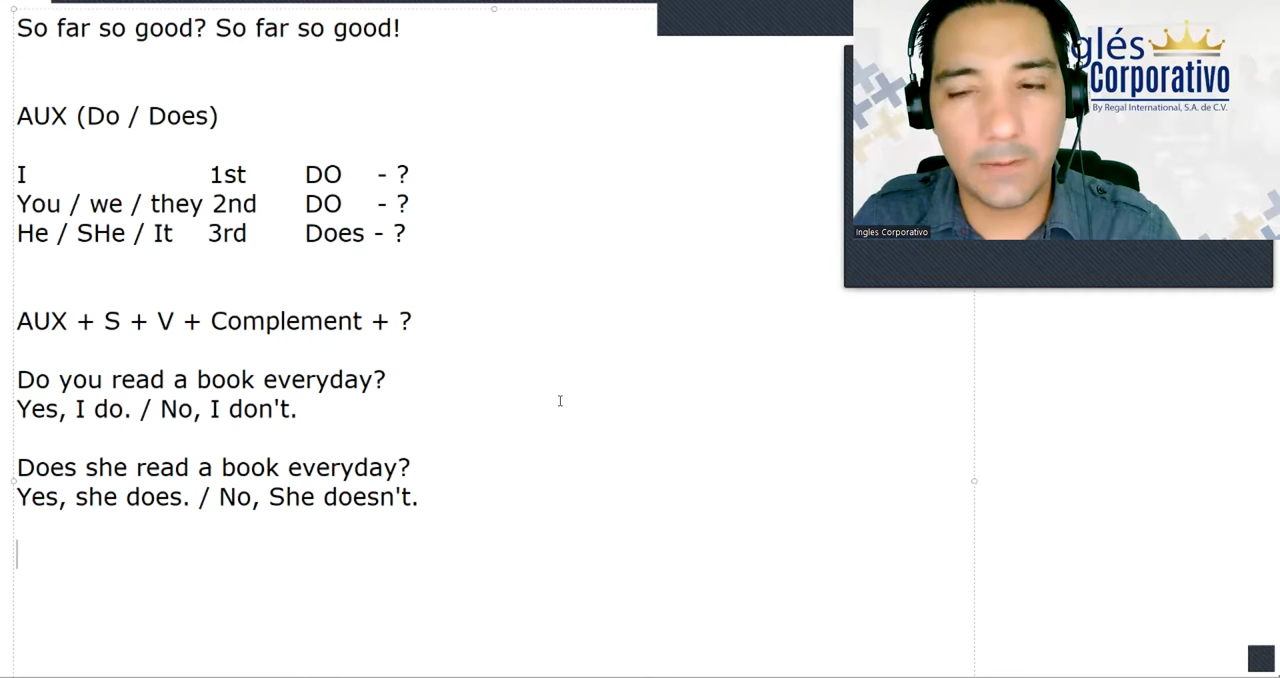 So far so good? So far so good!
AUX (Do / Does)
I 1st DO - ?
You / we / they 2nd DO - ?
He / SHe / It 3rd Does - ?
AUX + S + V + Complement + ?
Do you read a book everyday?
Yes, I do. / No, I don't.
Does she read a book everyday?
Yes, she does. / No, She doesn't.
glés
Corporativo
By Regal International, S.A. de C.V.
Ingles Corporativo